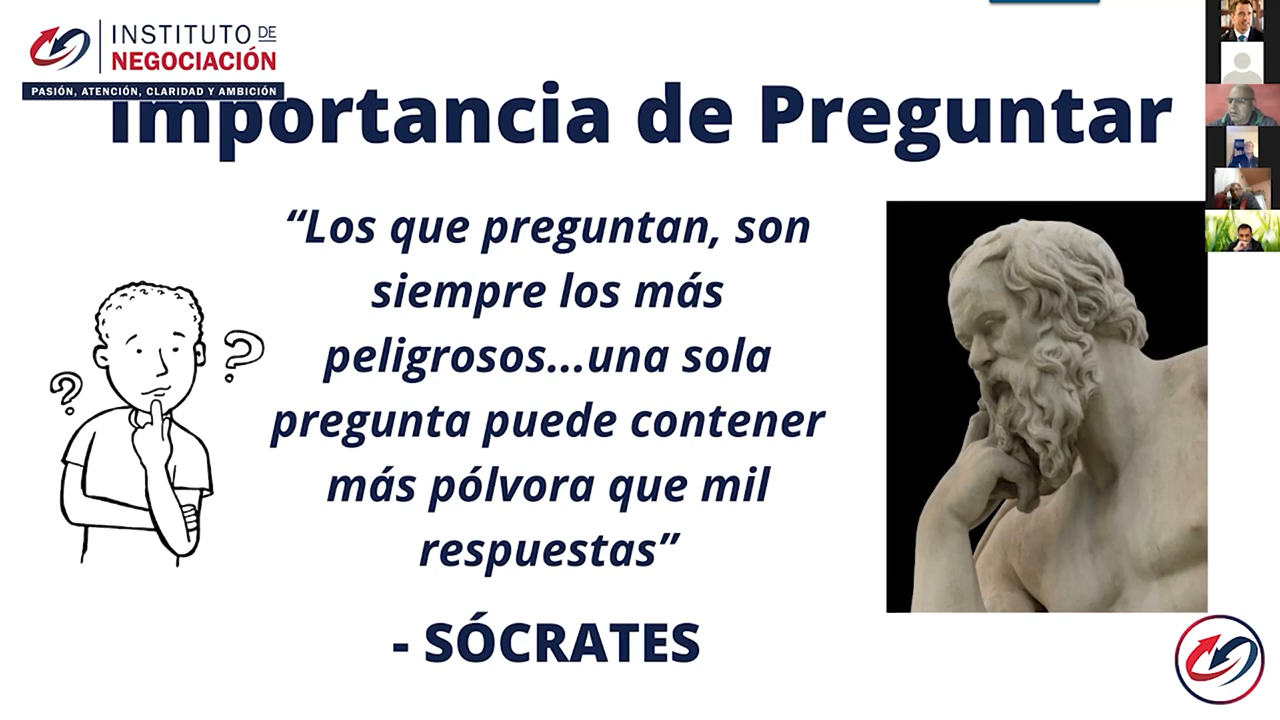 INSTITUTO DE
NEGOCIACIÓN
PASIÓN, ATENCIÓN, CLARIDAD Y AMBICIÓN
Importancia de Preguntar
“Los que preguntan, son
siempre los más
peligrosos...una sola
pregunta puede contener
más pólvora que mil
respuestas”
- SÓCRATES